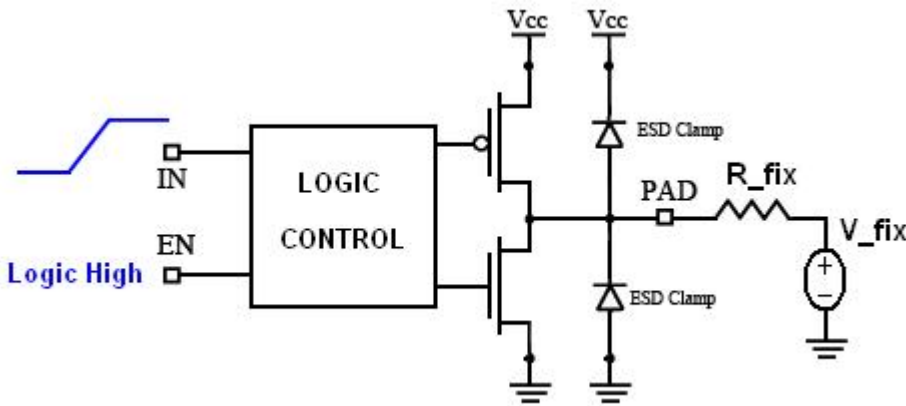 Vcc
Vcc
ESD Clamp
IN
LOGIC
CONTROL
PAD
R_fix
V_fix
EN
Logic High
ESD Clamp
+
−